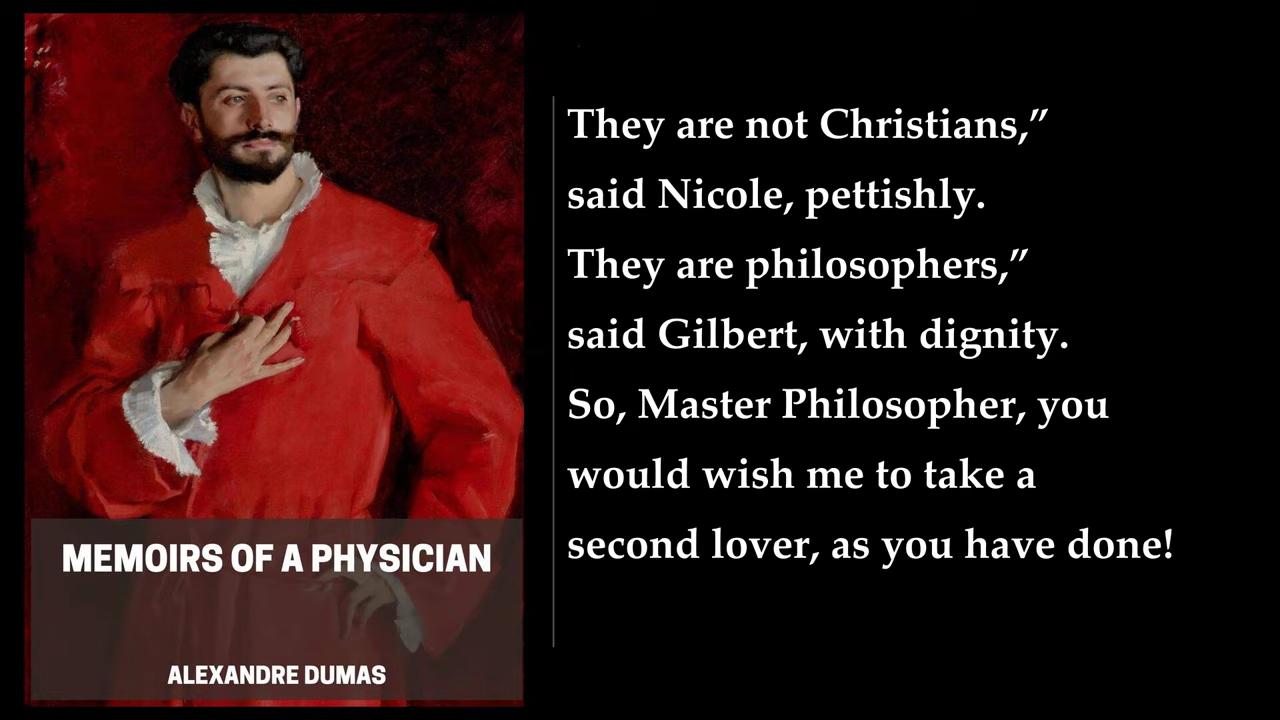 MEMOIRS OF A PHYSICIAN
ALEXANDRE DUMAS
They are not Christians,”
said Nicole, pettishly.
They are philosophers,”
said Gilbert, with dignity.
So, Master Philosopher, you
would wish me to take a
second lover, as you have done!